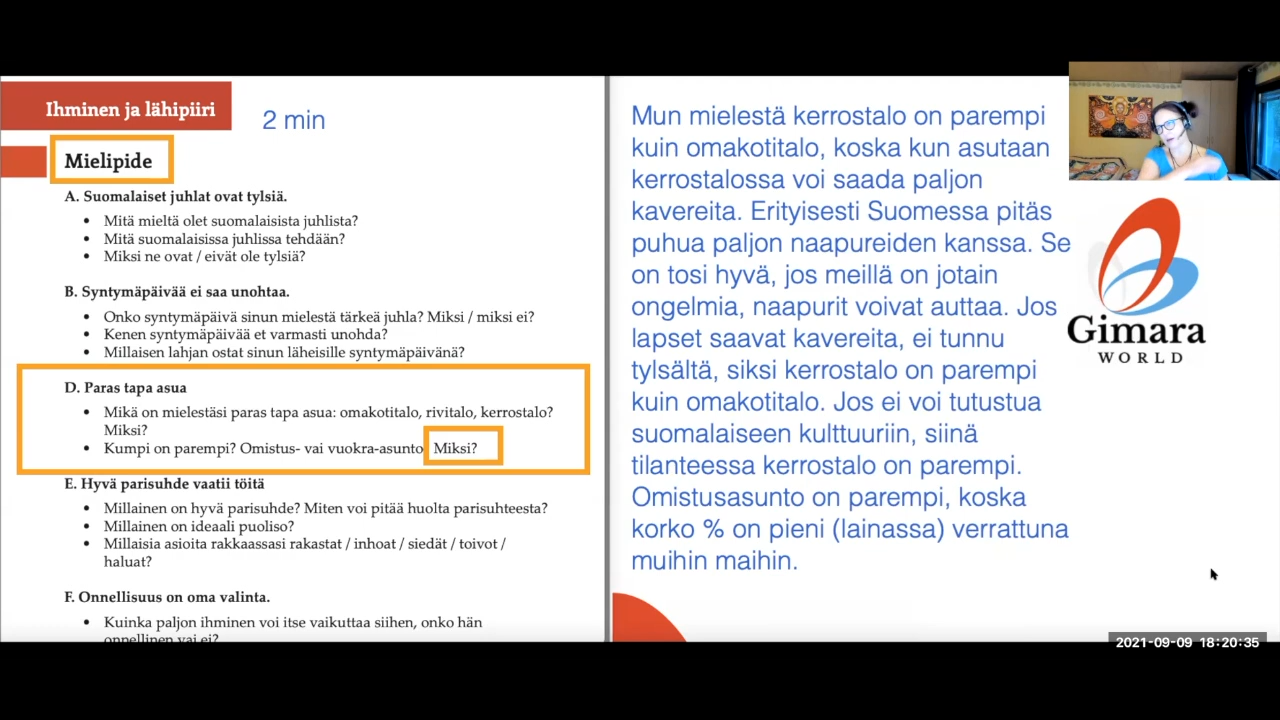 Ihminen ja lähipiiri
2 min
Mielipide
A. Suomalaiset juhlat ovat tylsiä.
• Mitä mieltä olet suomalaisista juhlista?
• Mitä suomalaisissa juhlissa tehdään?
• Miksi ne ovat / eivät ole tylsiä?
B. Syntymäpäivää ei saa unohtaa.
• Onko syntymäpäivä sinun mielestä tärkeä juhla? Miksi / miksi ei?
• Kenen syntymäpäivää et varmasti unohda?
• Millaisen lahjan ostat sinun läheisille syntymäpäivänä?
D. Paras tapa asua
• Mikä on mielestäsi paras tapa asua: omakotitalo, rivitalo, kerrostalo?
Miksi?
• Kumpi on parempi? Omistus- vai vuokra-asunto Miksi?
E. Hyvä parisuhde vaatii töitä
• Millainen on hyvä parisuhde? Miten voi pitää huolta parisuhteesta?
• Millainen on ideaali puoliso?
• Millaisia asioita rakkaassasi rakastat / inhoat / siedät / toivot /
haluat?
F. Onnellisuus on oma valinta.
• Kuinka paljon ihminen voi itse vaikuttaa siihen, onko hän
onnellinen vai ei?
Mun mielestä kerrostalo on parempi
kuin omakotitalo, koska kun asutaan
kerrostalossa voi saada paljon
kavereita. Erityisesti Suomessa pitäs
puhua paljon naapureiden kanssa. Se
on tosi hyvä, jos meillä on jotain
ongelmia, naapurit voivat auttaa. Jos
lapset saavat kavereita, ei tunnu
tylsältä, siksi kerrostalo on parempi
kuin omakotitalo. Jos ei voi tutustua
suomalaiseen kulttuuriin, siinä
tilanteessa kerrostalo on parempi.
Omistusasunto on parempi, koska
korko % on pieni (lainassa) verrattuna
muihin maihin.
Gimara
WORLD
2021-09-09 18:20:35